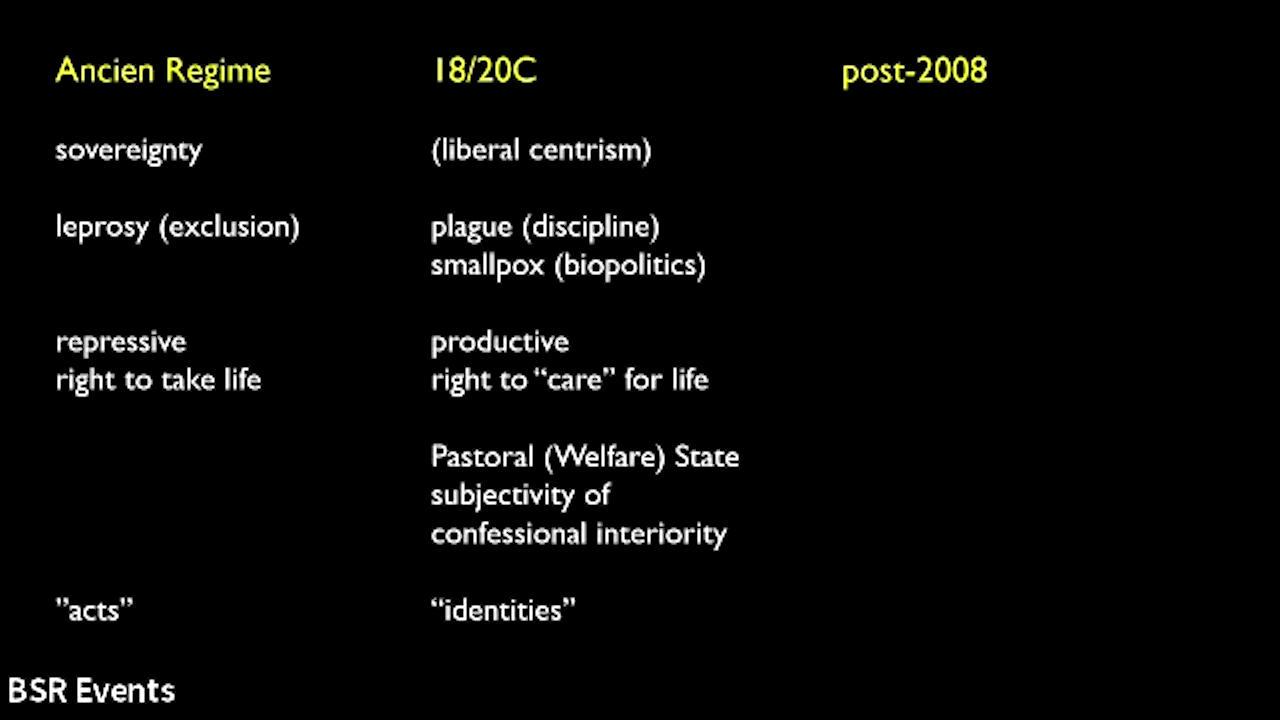 Ancien Regime 18/20C post-2008
sovereignty (liberal centrism)
leprosy (exclusion) plague (discipline)
smallpox (biopolitics)
repressive productive
right to take life right to “care” for life
Pastoral (Welfare) State
subjectivity of
confessional interiority
”acts” “identities”
BSR Events